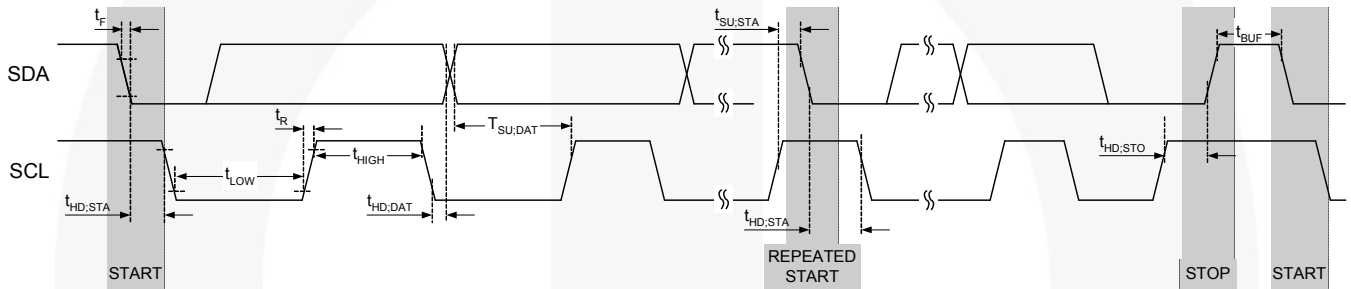 tF
tSU;STA
tBUF
SDA
tR
TSU;DAT
tHIGH
tHD;STO
SCL
tLOW
tHD;STA
tHD;DAT
tHD;STA
START
REPEATED
START
STOP
START